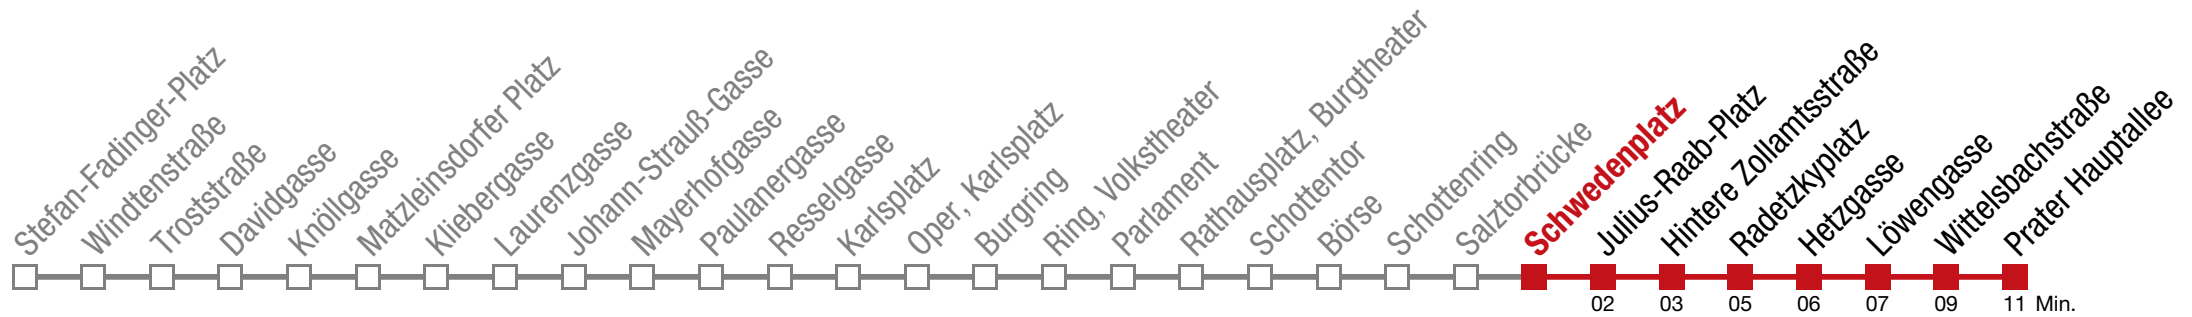 Stefan-Fadinger-Platz
Windtenstraße
Troststraße
Davidgasse
Knöllgasse
Matzleinsdorfer Platz
Kliebergasse
Laurenzgasse
Johann-Strauß-Gasse
Mayerhofgasse
Paulanergasse
Resselgasse
Karlsplatz
Oper, Karlsplatz
Burgring
Ring, Volkstheater
Parlament
Rathausplatz, Burgtheater
Schottentor
Börse
Schottenring
Salztorbrücke
Schwedenplatz
Julius-Raab-Platz
Hintere Zollamtsstraße
Radetzkyplatz
Hetzgasse
Löwengasse
Wittelsbachstraße
Prater Hauptallee
02 03 05 06 07 09 11 Min.